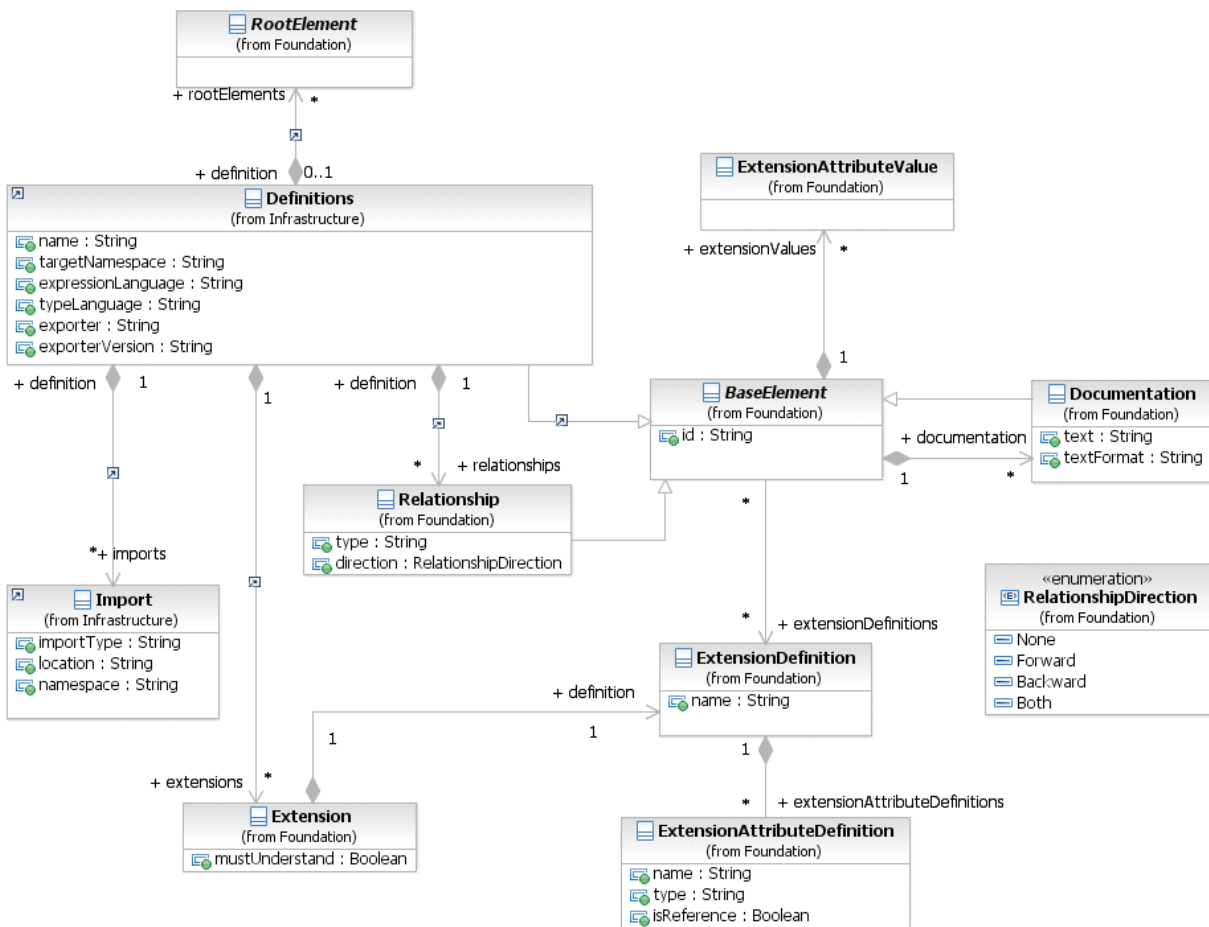 RootElement
(from Foundation)
+ rootElements
*
+ definition
0..1
Definitions
(from Infrastructure)
name : String
targetNamespace : String
expressionLanguage : String
typeLanguage : String
exporter : String
exporterVersion : String
+ definition
1
1
+ definition
1
ExtensionAttributeValue
(from Foundation)
+ extensionValues
*
1
BaseElement
(from Foundation)
id : String
Documentation
(from Foundation)
text : String
textFormat : String
+ documentation
1
*
*
+ relationships
Relationship
(from Foundation)
type : String
direction : RelationshipDirection
*
*
+ extensionDefinitions
*+ imports
Import
(from Infrastructure)
importType : String
location : String
namespace : String
«enumeration»
<E>
RelationshipDirection
(from Foundation)
None
Forward
Backward
Both
ExtensionDefinition
(from Foundation)
name : String
+ definition
1
1
+ extensions
*
Extension
(from Foundation)
mustUnderstand : Boolean
1
*
+ extensionAttributeDefinitions
ExtensionAttributeDefinition
(from Foundation)
name : String
type : String
isReference : Boolean